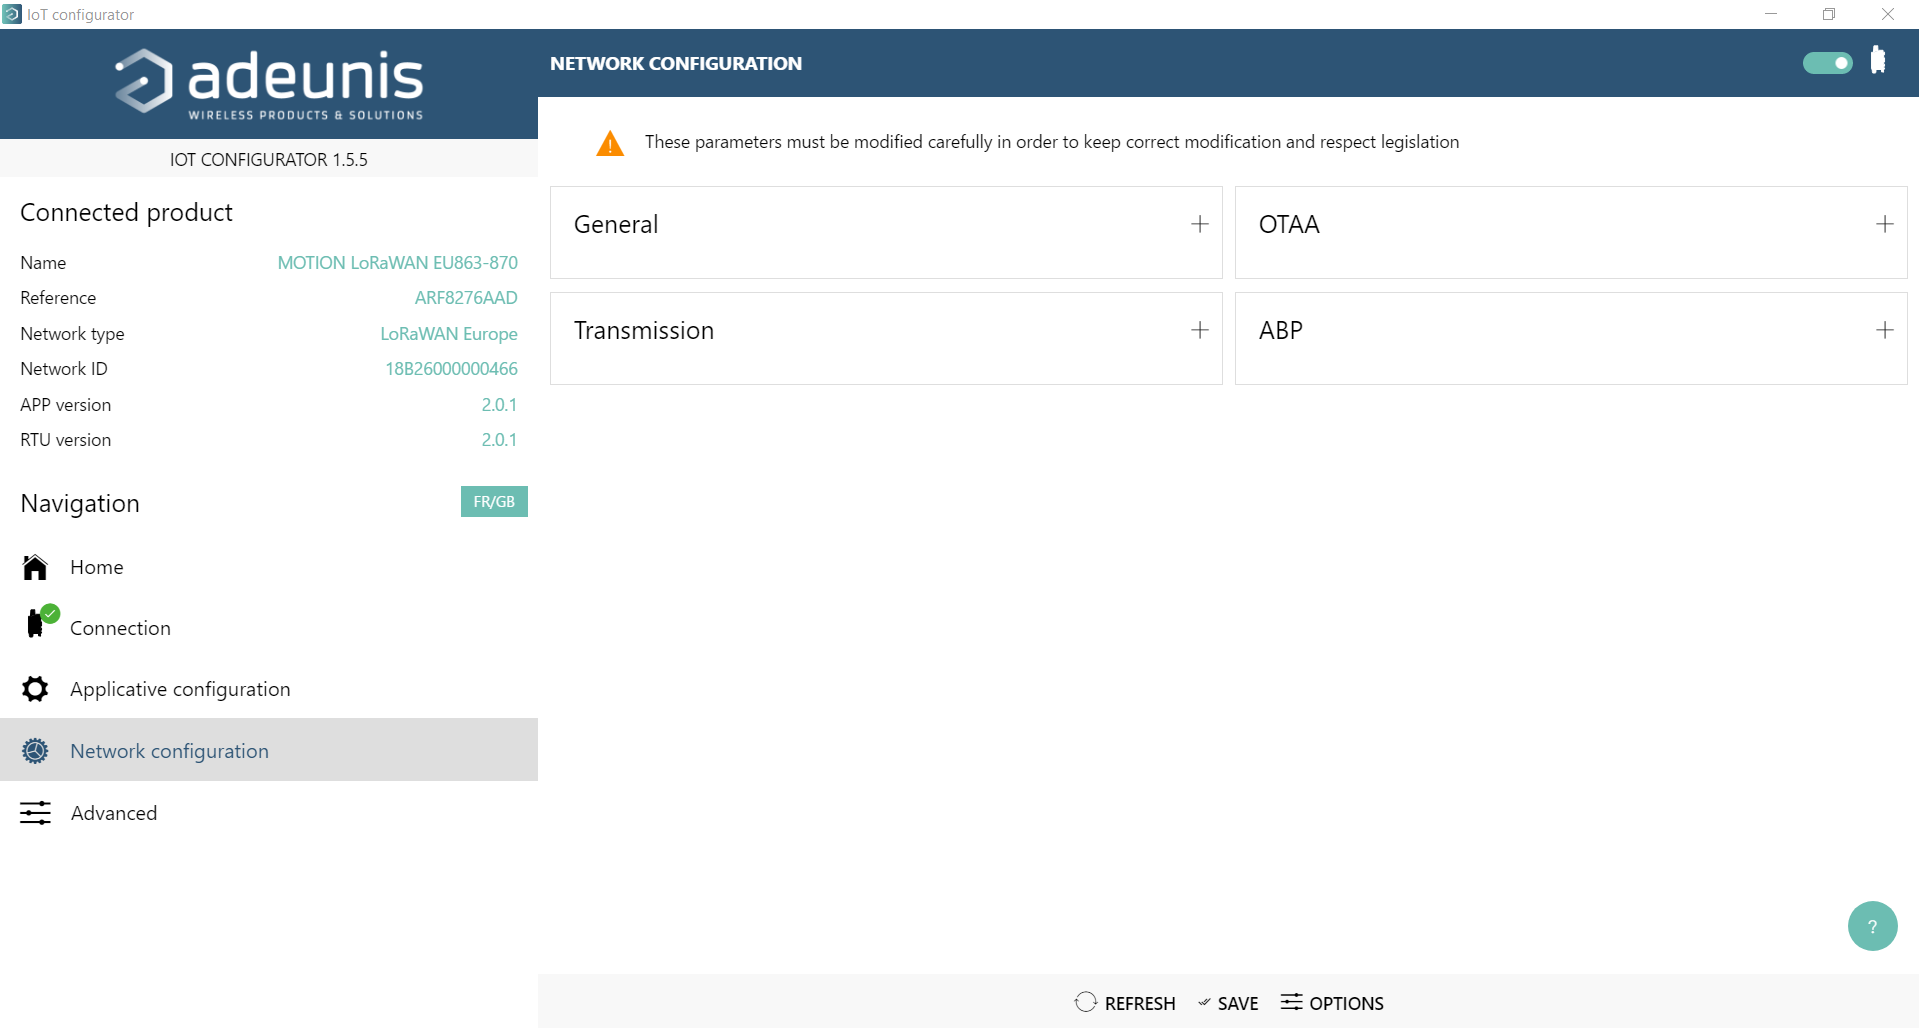 IoT configurator
adeunis
WIRELESS PRODUCTS & SOLUTIONS
IOT CONFIGURATOR 1.5.5
Connected product
Name MOTION LoRaWAN EU863-870
Reference ARF8276AAD
Network type LoRaWAN Europe
Network ID 18B26000000466
APP version 2.0.1
RTU version 2.0.1
Navigation FR/GB
Home
Connection
Applicative configuration
Network configuration
Advanced
NETWORK CONFIGURATION
These parameters must be modified carefully in order to keep correct modification and respect legislation
General
OTAA
Transmission
ABP
?
REFRESH SAVE OPTIONS